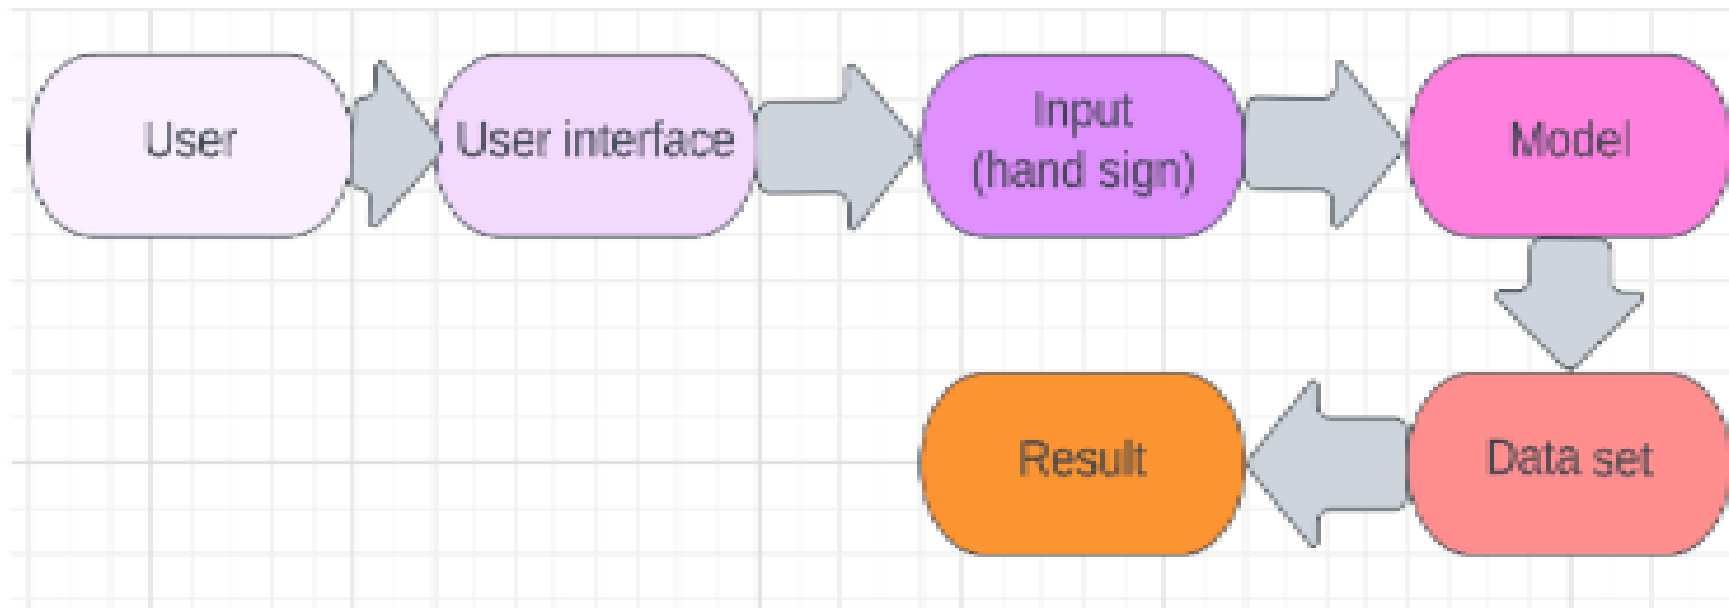 User
User interface
Input
(hand sign)
Model
Data set
Result